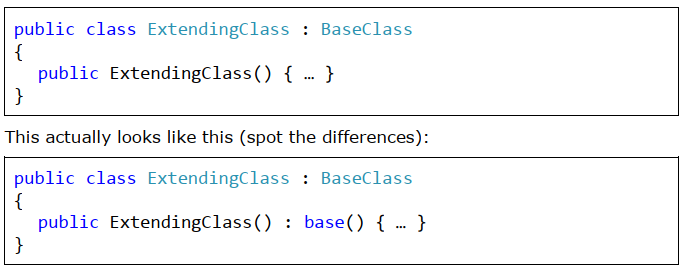 public class ExtendingClass : BaseClass
{
public ExtendingClass() { … }
}
This actually looks like this (spot the differences):
public class ExtendingClass : BaseClass
{
public ExtendingClass() : base() { … }
}